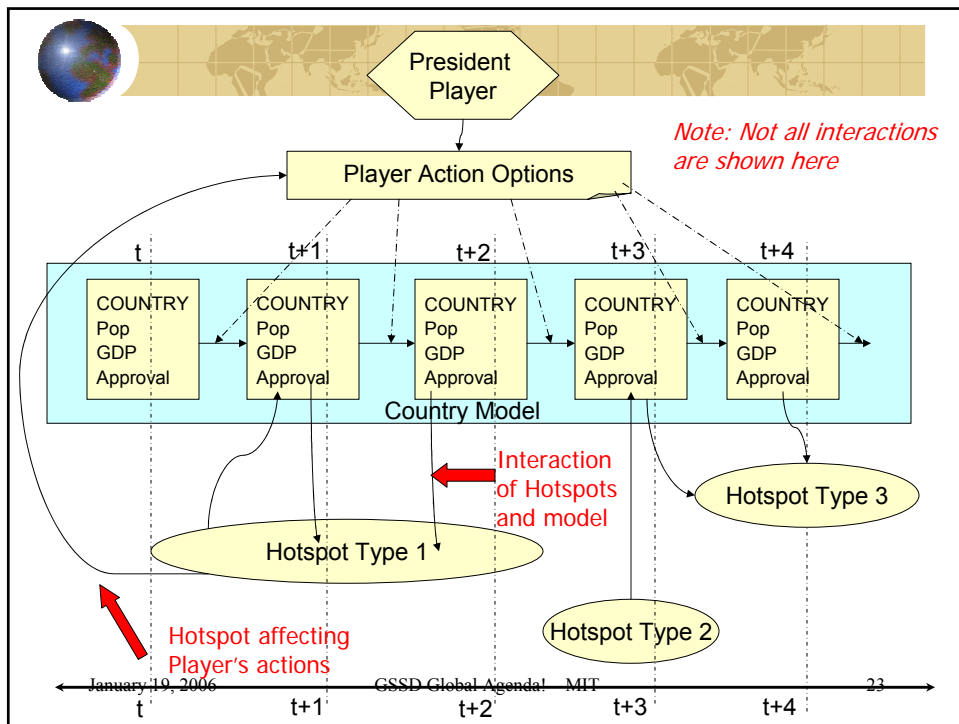 President
Player
Note: Not all interactions
are shown here
Player Action Options
t
t+1
t+2
t+3
t+4
COUNTRY
Pop
GDP
Approval
COUNTRY
Pop
GDP
Approval
COUNTRY
Pop
GDP
Approval
COUNTRY
Pop
GDP
Approval
COUNTRY
Pop
GDP
Approval
Country Model
Interaction
of Hotspots
and model
Hotspot Type 3
Hotspot Type 1
Hotspot Type 2
Hotspot affecting
Player's actions
January 19, 2006
GSSD Global Agenda! MIT
23
t
t+1
t+2
t+3
t+4